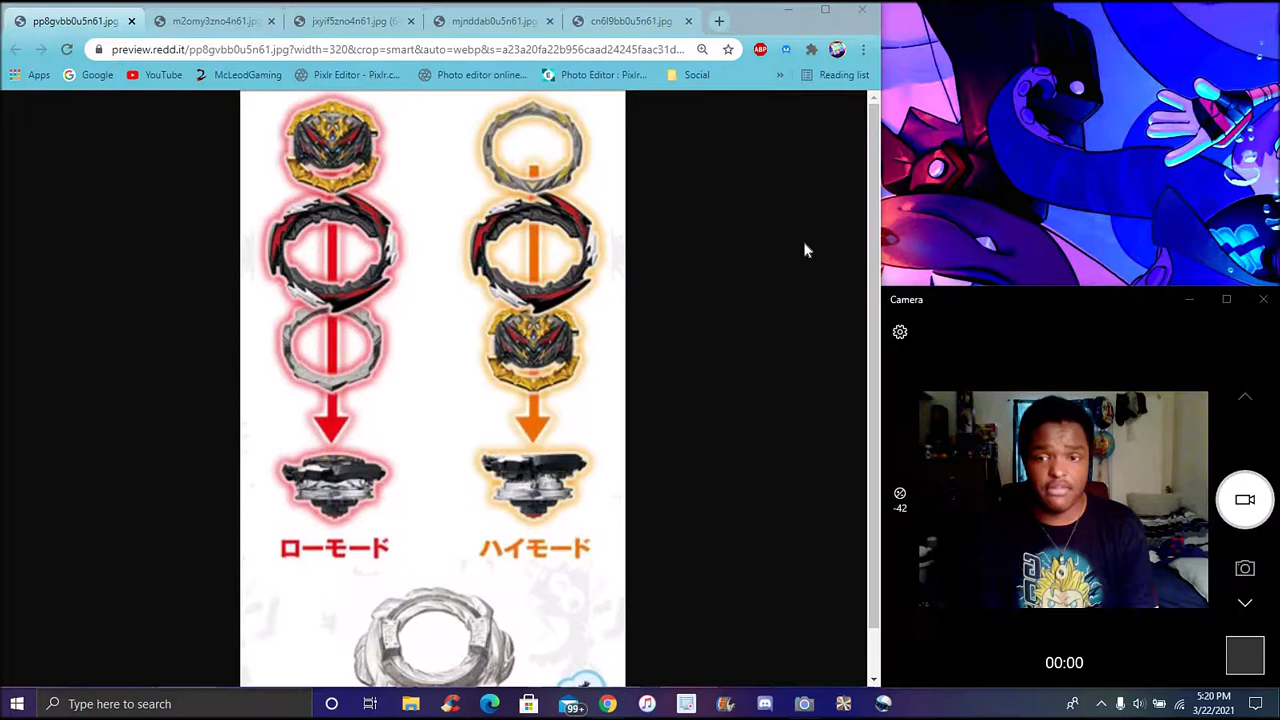 pp8gvbb0u5n61.jpg
m2omy3zno4n61.jpg (
jxyif5zno4n61.jpg (6
mjnddab0u5n61.jpg
cn6l9bb0u5n61.jpg
preview.redd.it/pp8gvbb0u5n61.jpg?width=320&crop=smart&auto=webp&s=a23a20fa22b956caad24245faac31d...
ABP
Apps
Google
YouTube
McLeodGaming
Pixlr Editor - Pixlr.c...
Photo editor online...
Photo Editor : Pixlr...
Social
»
Reading list
ローモード
ハイモード
Camera
-42
00:00
Type here to search
99+
5:20 PM
3/22/2021